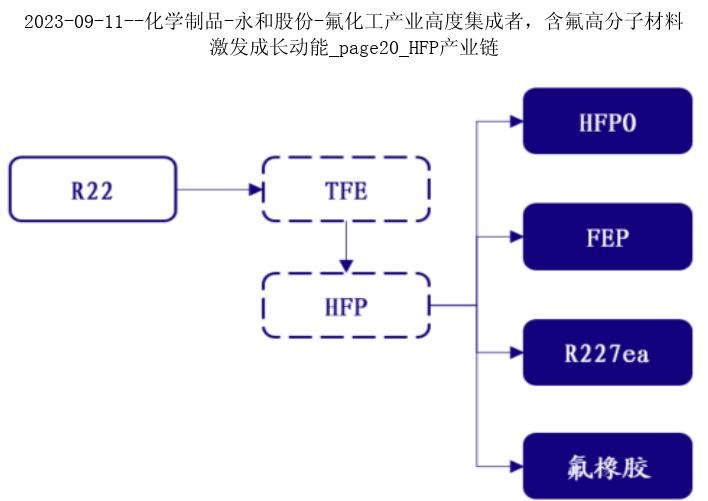 2023-09-11--化学制品-永和股份-氟化工产业高度集成者，含氟高分子材料
激发成长动能_page20_HFP产业链
HFPO
R22
TFE
FEP
HFP
R227ea
氟橡胶